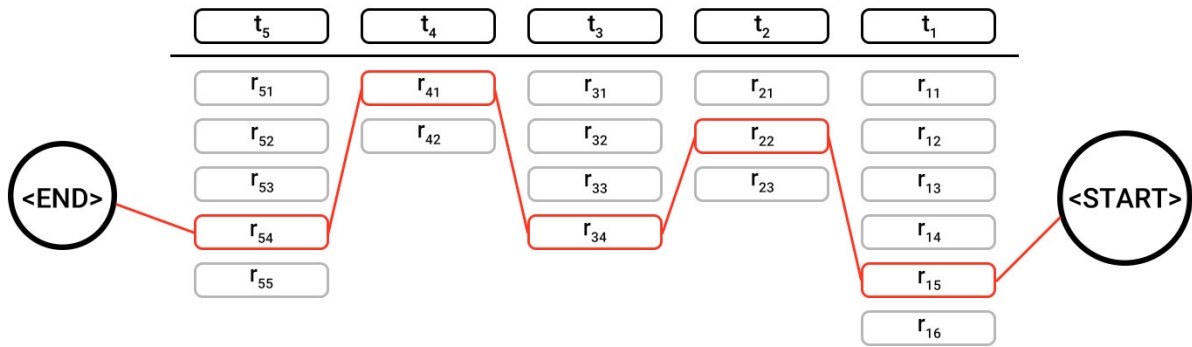 t₅ t₄ t₃ t₂ t₁
r₅₁ r₄₁ r₃₁ r₂₁ r₁₁
r₅₂ r₄₂ r₃₂ r₂₂ r₁₂
<END> r₅₃ r₃₃ r₂₃ r₁₃ <START>
r₅₄ r₃₄ r₁₄
r₅₅ r₁₅
r₁₆